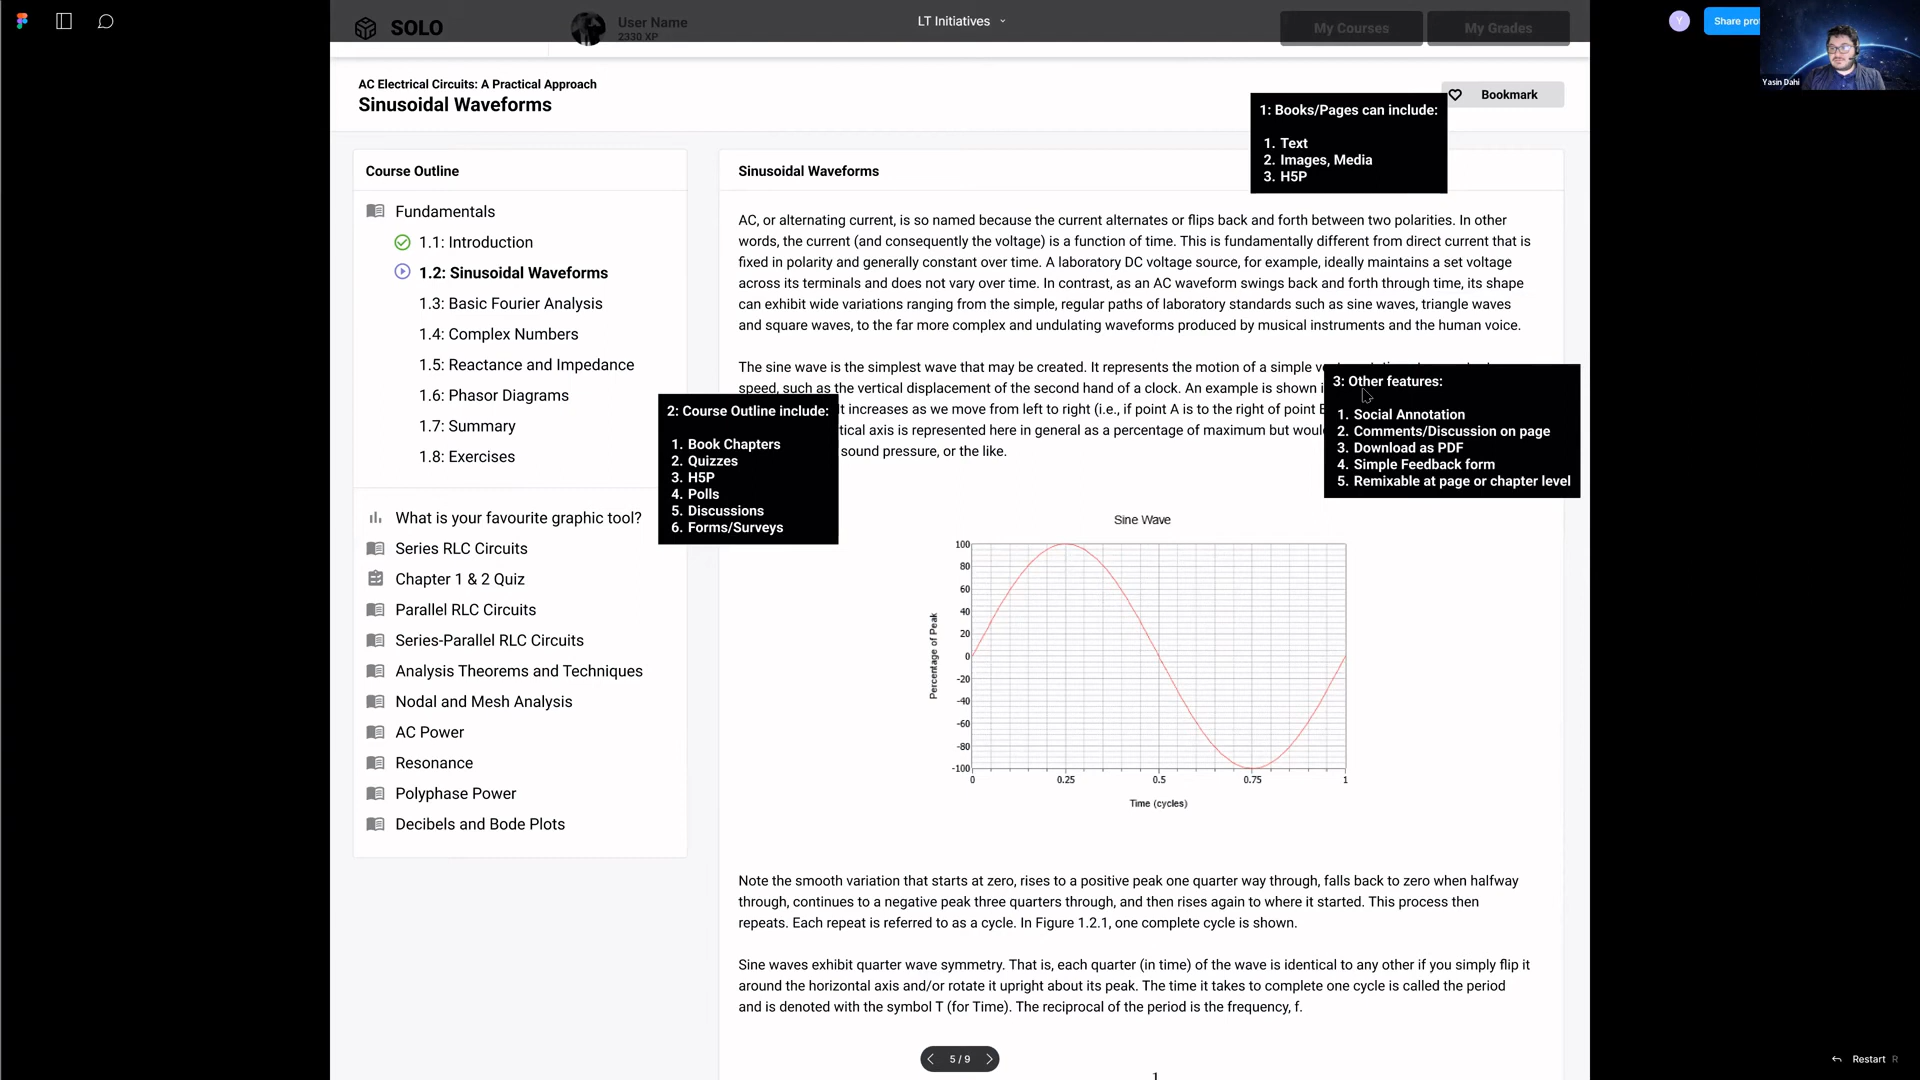 SOLO
User Name
2330 XP
LT Initiatives
My Courses
My Grades
Y
Share pro
Yasin Dahi
AC Electrical Circuits: A Practical Approach
Sinusoidal Waveforms
Bookmark
1: Books/Pages can include:
1. Text
2. Images, Media
3. H5P
Course Outline
Fundamentals
1.1: Introduction
1.2: Sinusoidal Waveforms
1.3: Basic Fourier Analysis
1.4: Complex Numbers
1.5: Reactance and Impedance
1.6: Phasor Diagrams
1.7: Summary
1.8: Exercises
What is your favourite graphic tool?
Series RLC Circuits
Chapter 1 & 2 Quiz
Parallel RLC Circuits
Series-Parallel RLC Circuits
Analysis Theorems and Techniques
Nodal and Mesh Analysis
AC Power
Resonance
Polyphase Power
Decibels and Bode Plots
2: Course Outline include:
1. Book Chapters
2. Quizzes
3. H5P
4. Polls
5. Discussions
6. Forms/Surveys
Sinusoidal Waveforms
AC, or alternating current, is so named because the current alternates or flips back and forth between two polarities. In other
words, the current (and consequently the voltage) is a function of time. This is fundamentally different from direct current that is
fixed in polarity and generally constant over time. A laboratory DC voltage source, for example, ideally maintains a set voltage
across its terminals and does not vary over time. In contrast, as an AC waveform swings back and forth through time, its shape
can exhibit wide variations ranging from the simple, regular paths of laboratory standards such as sine waves, triangle waves
and square waves, to the far more complex and undulating waveforms produced by musical instruments and the human voice.
The sine wave is the simplest wave that may be created. It represents the motion of a simple
speed, such as the vertical displacement of the second hand of a clock. An example is shown
it increases as we move from left to right (i.e., if point A is to the right of point
axis is represented here in general as a percentage of maximum but
sound pressure, or the like.
3: Other features:
1. Social Annotation
2. Comments/Discussion on page
3. Download as PDF
4. Simple Feedback form
5. Remixable at page or chapter level
Sine Wave
Percentage of Peak
100
80
60
40
20
0
-20
-40
-60
-80
-100
0 0.25 0.5 0.75 1
Time (cycles)
Note the smooth variation that starts at zero, rises to a positive peak one quarter way through, falls back to zero when halfway
through, continues to a negative peak three quarters through, and then rises again to where it started. This process then
repeats. Each repeat is referred to as a cycle. In Figure 1.2.1, one complete cycle is shown.
Sine waves exhibit quarter wave symmetry. That is, each quarter (in time) of the wave is identical to any other if you simply flip it
around the horizontal axis and/or rotate it upright about its peak. The time it takes to complete one cycle is called the period
and is denoted with the symbol T (for Time). The reciprocal of the period is the frequency, f.
1
5 / 9
Restart R